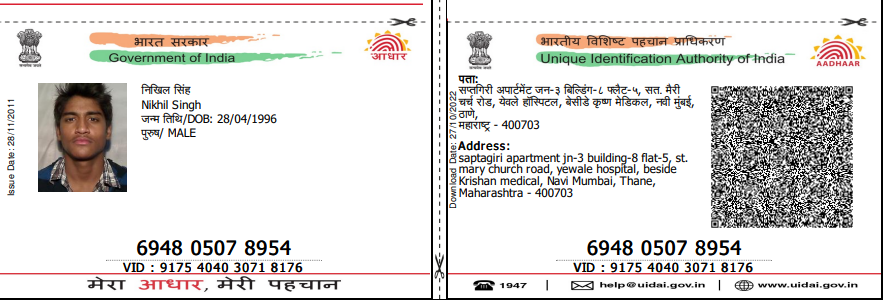 भारत सरकार
Government of India
आधार
Issue Date: 28/11/2011
निखिल सिंह
Nikhil Singh
जन्म तिथि/DOB: 28/04/1996
पुरुष/ MALE
6948 0507 8954
VID : 9175 4040 3071 8176
मेरा आधार, मेरी पहचान
भारतीय विशिष्ट पहचान प्राधिकरण
Unique Identification Authority of India
AADHAAR
Download Date: 27/10/2022
पता:
सप्तगिरी अपार्टमेंट जन-३ बिल्डिंग-८ फ्लैट-५, सत. मैरी
चर्च रोड, येवले हॉस्पिटल, बेसीडे कृष्ण मेडिकल, नवी मुंबई,
ठाणे,
महाराष्ट्र - 400703
Address:
saptagiri apartment jn-3 building-8 flat-5, st.
mary church road, yewale hospital, beside
Krishan medical, Navi Mumbai, Thane,
Maharashtra - 400703
6948 0507 8954
VID : 9175 4040 3071 8176
1947 | help@uidai.gov.in | www.uidai.gov.in